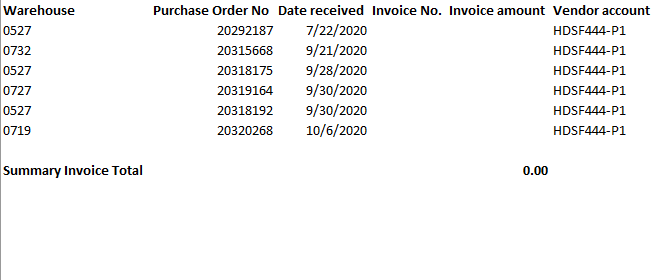 Warehouse Purchase Order No Date received Invoice No. Invoice amount Vendor account
0527 20292187 7/22/2020 HDSF444-P1
0732 20315668 9/21/2020 HDSF444-P1
0527 20318175 9/28/2020 HDSF444-P1
0727 20319164 9/30/2020 HDSF444-P1
0527 20318192 9/30/2020 HDSF444-P1
0719 20320268 10/6/2020 HDSF444-P1
Summary Invoice Total 0.00